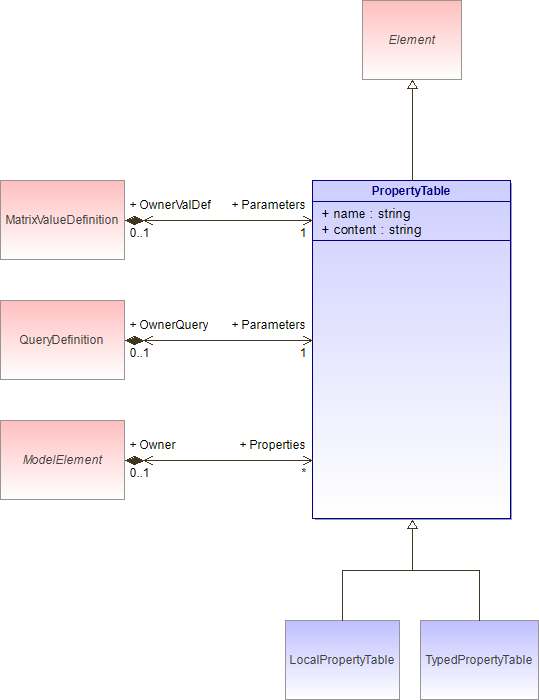 Element
PropertyTable
+ name : string
+ content : string
MatrixValueDefinition
+ OwnerValDef
+ Parameters
0..1
1
QueryDefinition
+ OwnerQuery
+ Parameters
0..1
1
ModelElement
+ Owner
+ Properties
0..1
*
LocalPropertyTable
TypedPropertyTable